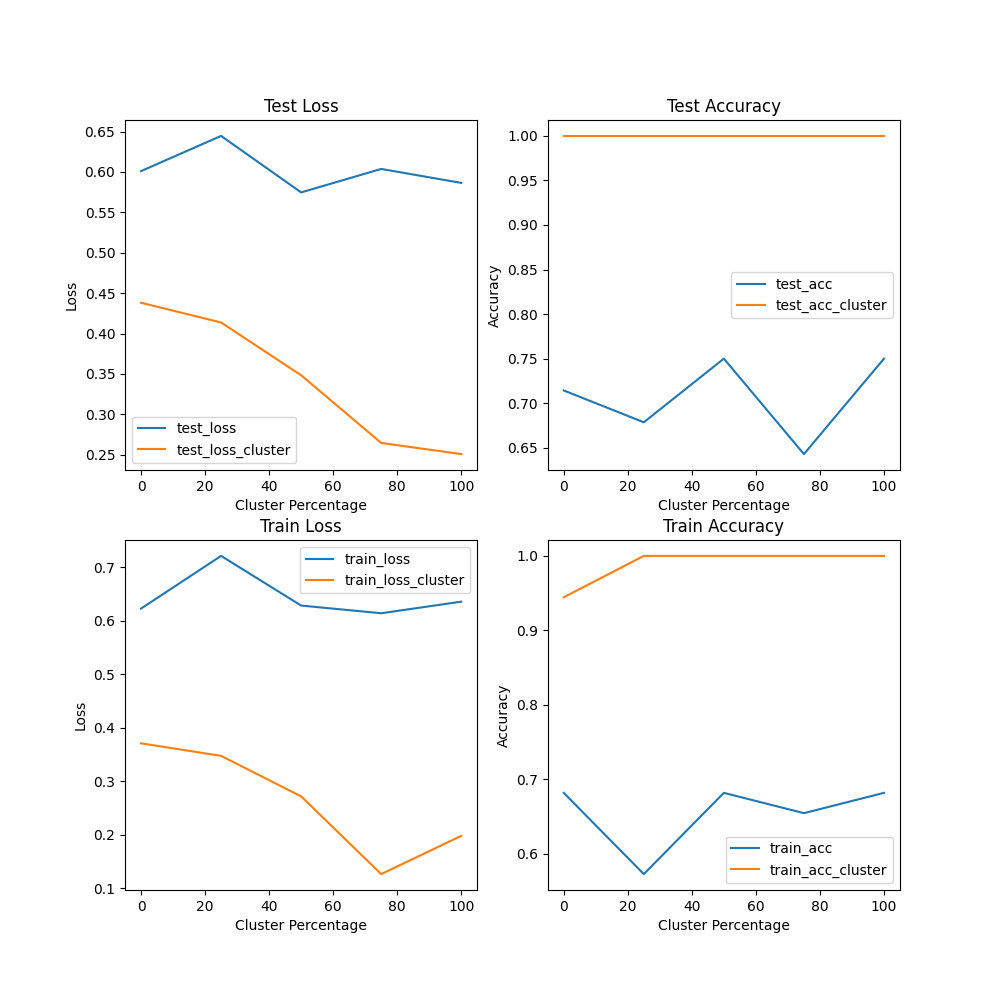 Test Loss
0.65
0.60
0.55
0.50
0.45
0.40
0.35
0.30
0.25
Loss
test_loss
test_loss_cluster
0 20 40 60 80 100
Cluster Percentage
Test Accuracy
1.00
0.95
0.90
0.85
0.80
0.75
0.70
0.65
Accuracy
test_acc
test_acc_cluster
0 20 40 60 80 100
Cluster Percentage
Train Loss
0.7
0.6
0.5
0.4
0.3
0.2
0.1
Loss
train_loss
train_loss_cluster
0 20 40 60 80 100
Cluster Percentage
Train Accuracy
1.0
0.9
0.8
0.7
0.6
Accuracy
train_acc
train_acc_cluster
0 20 40 60 80 100
Cluster Percentage